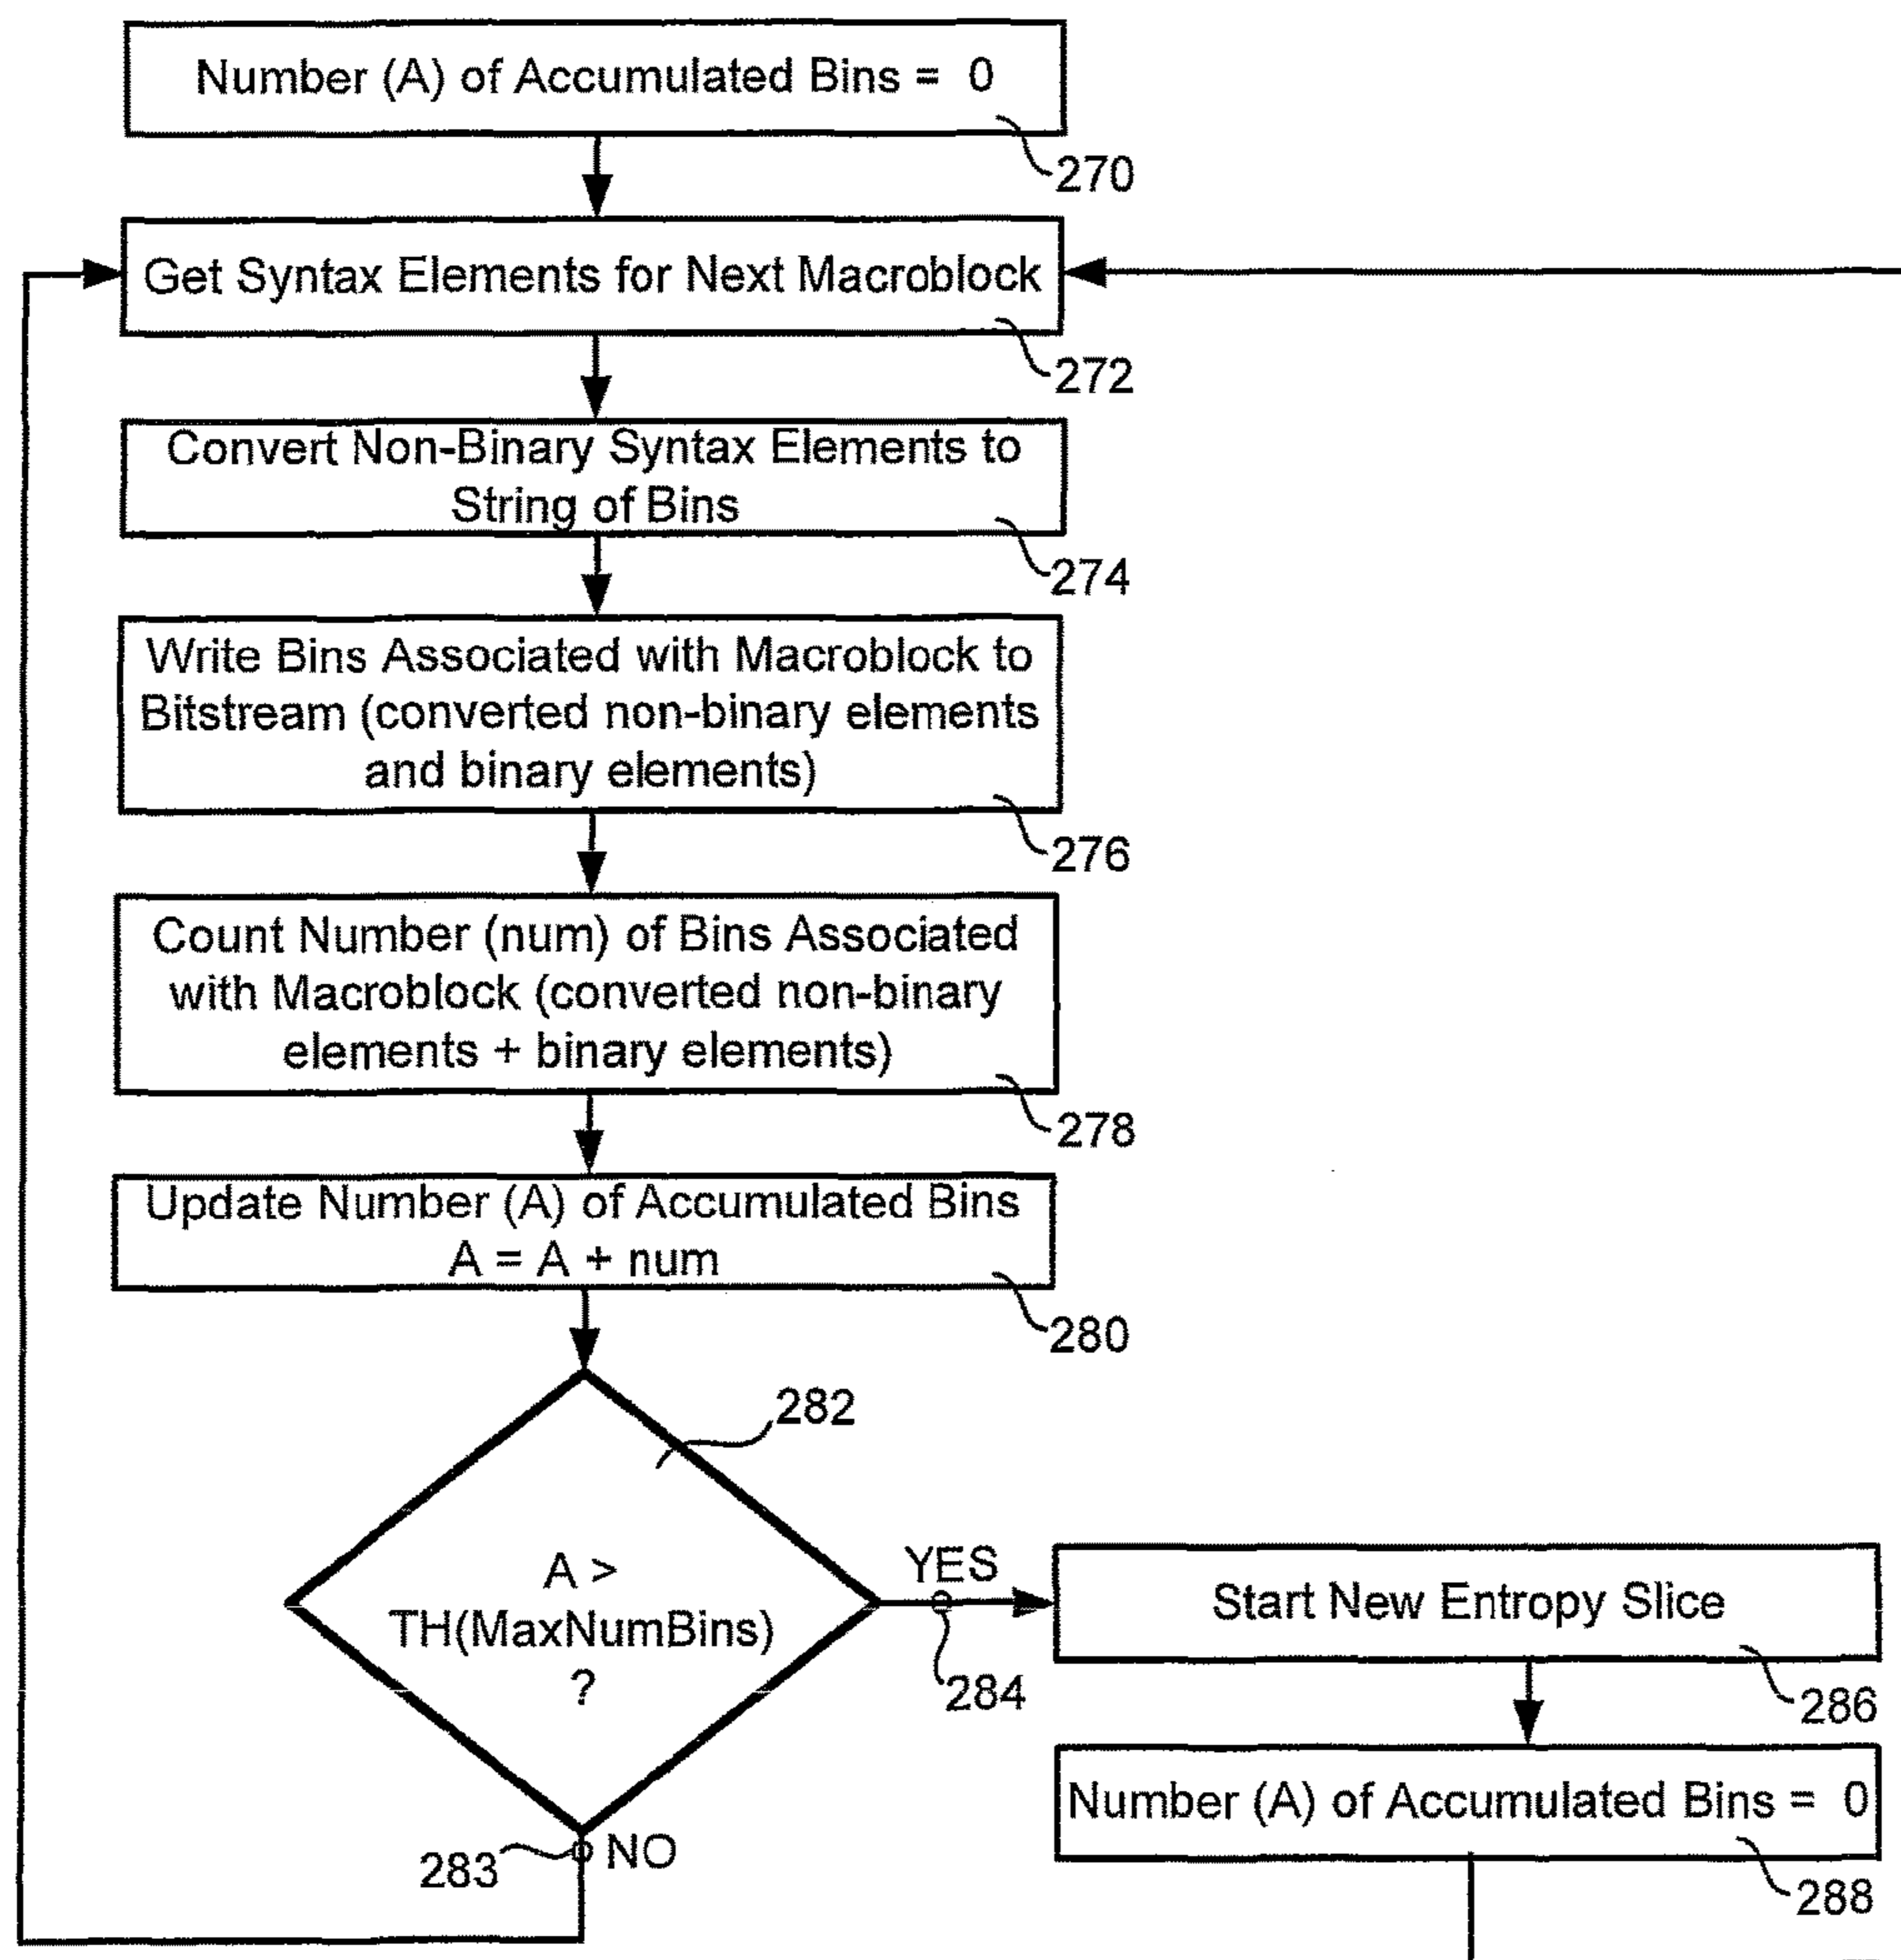 Number (A) of Accumulated Bins = 0
270
Get Syntax Elements for Next Macroblock
272
Convert Non-Binary Syntax Elements to
String of Bins
274
Write Bins Associated with Macroblock to
Bitstream (converted non-binary elements
and binary elements)
276
Count Number (num) of Bins Associated
with Macroblock (converted non-binary
elements + binary elements)
278
Update Number (A) of Accumulated Bins
A = A + num
280
282
A >
TH(MaxNumBins)
?
YES
284
Start New Entropy Slice
286
283
NO
Number (A) of Accumulated Bins = 0
288